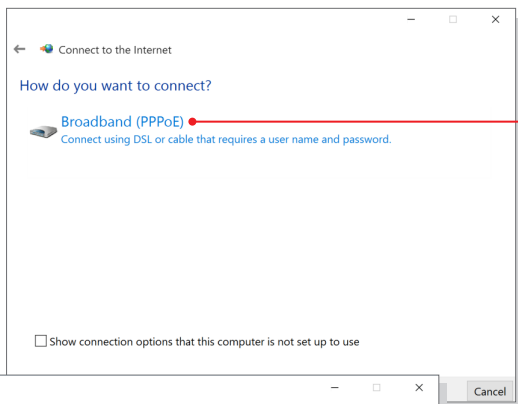 Connect to the Internet
How do you want to connect?
Broadband (PPPoE)
Connect using DSL or cable that requires a user name and password.
Show connection options that this computer is not set up to use
Cancel